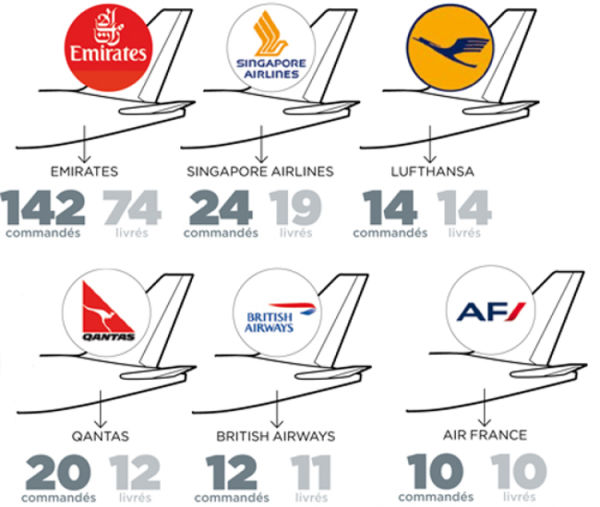 Emirates
SINGAPORE
AIRLINES
EMIRATES
SINGAPORE AIRLINES
LUFTHANSA
142 74 24 19 14 14
commandés livrés commandés livrés commandés livrés
QANTAS
BRITISH
AIRWAYS
AF
QANTAS
BRITISH AIRWAYS
AIR FRANCE
20 12 12 11 10 10
commandés livrés commandés livrés commandés livrés